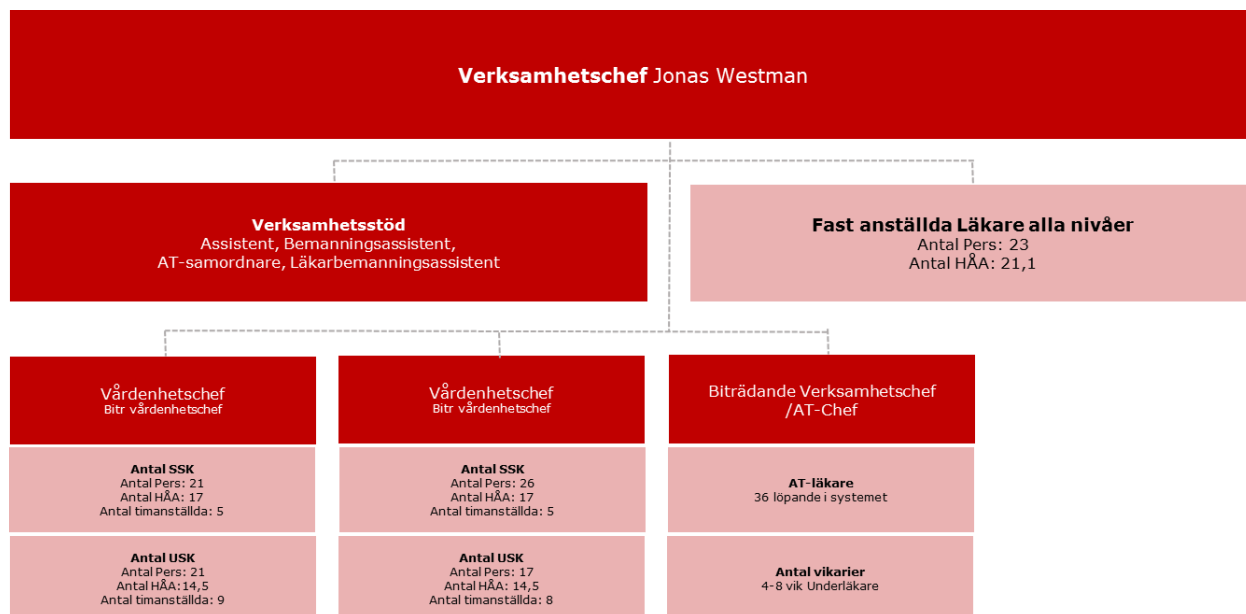 Verksamhetschef Jonas Westman
Verksamhetsstöd
Assistent, Bemanningsassistent,
AT-samordnare, Läkarbemanningsassistent
Fast anställda Läkare alla nivåer
Antal Pers: 23
Antal HÅA: 21,1
Vårdenhetschef
Bitr vårdenhetschef
Antal SSK
Antal Pers: 21
Antal HÅA: 17
Antal timanställda: 5
Antal USK
Antal Pers: 21
Antal HÅA:14,5
Antal timanställda: 9
Vårdenhetschef
Bitr vårdenhetschef
Antal SSK
Antal Pers: 26
Antal HÅA: 17
Antal timanställda: 5
Antal USK
Antal Pers: 17
Antal HÅA: 14,5
Antal timanställda: 8
Biträdande Verksamhetschef
/AT-Chef
AT-läkare
36 löpande i systemet
Antal vikarier
4-8 vik Underläkare